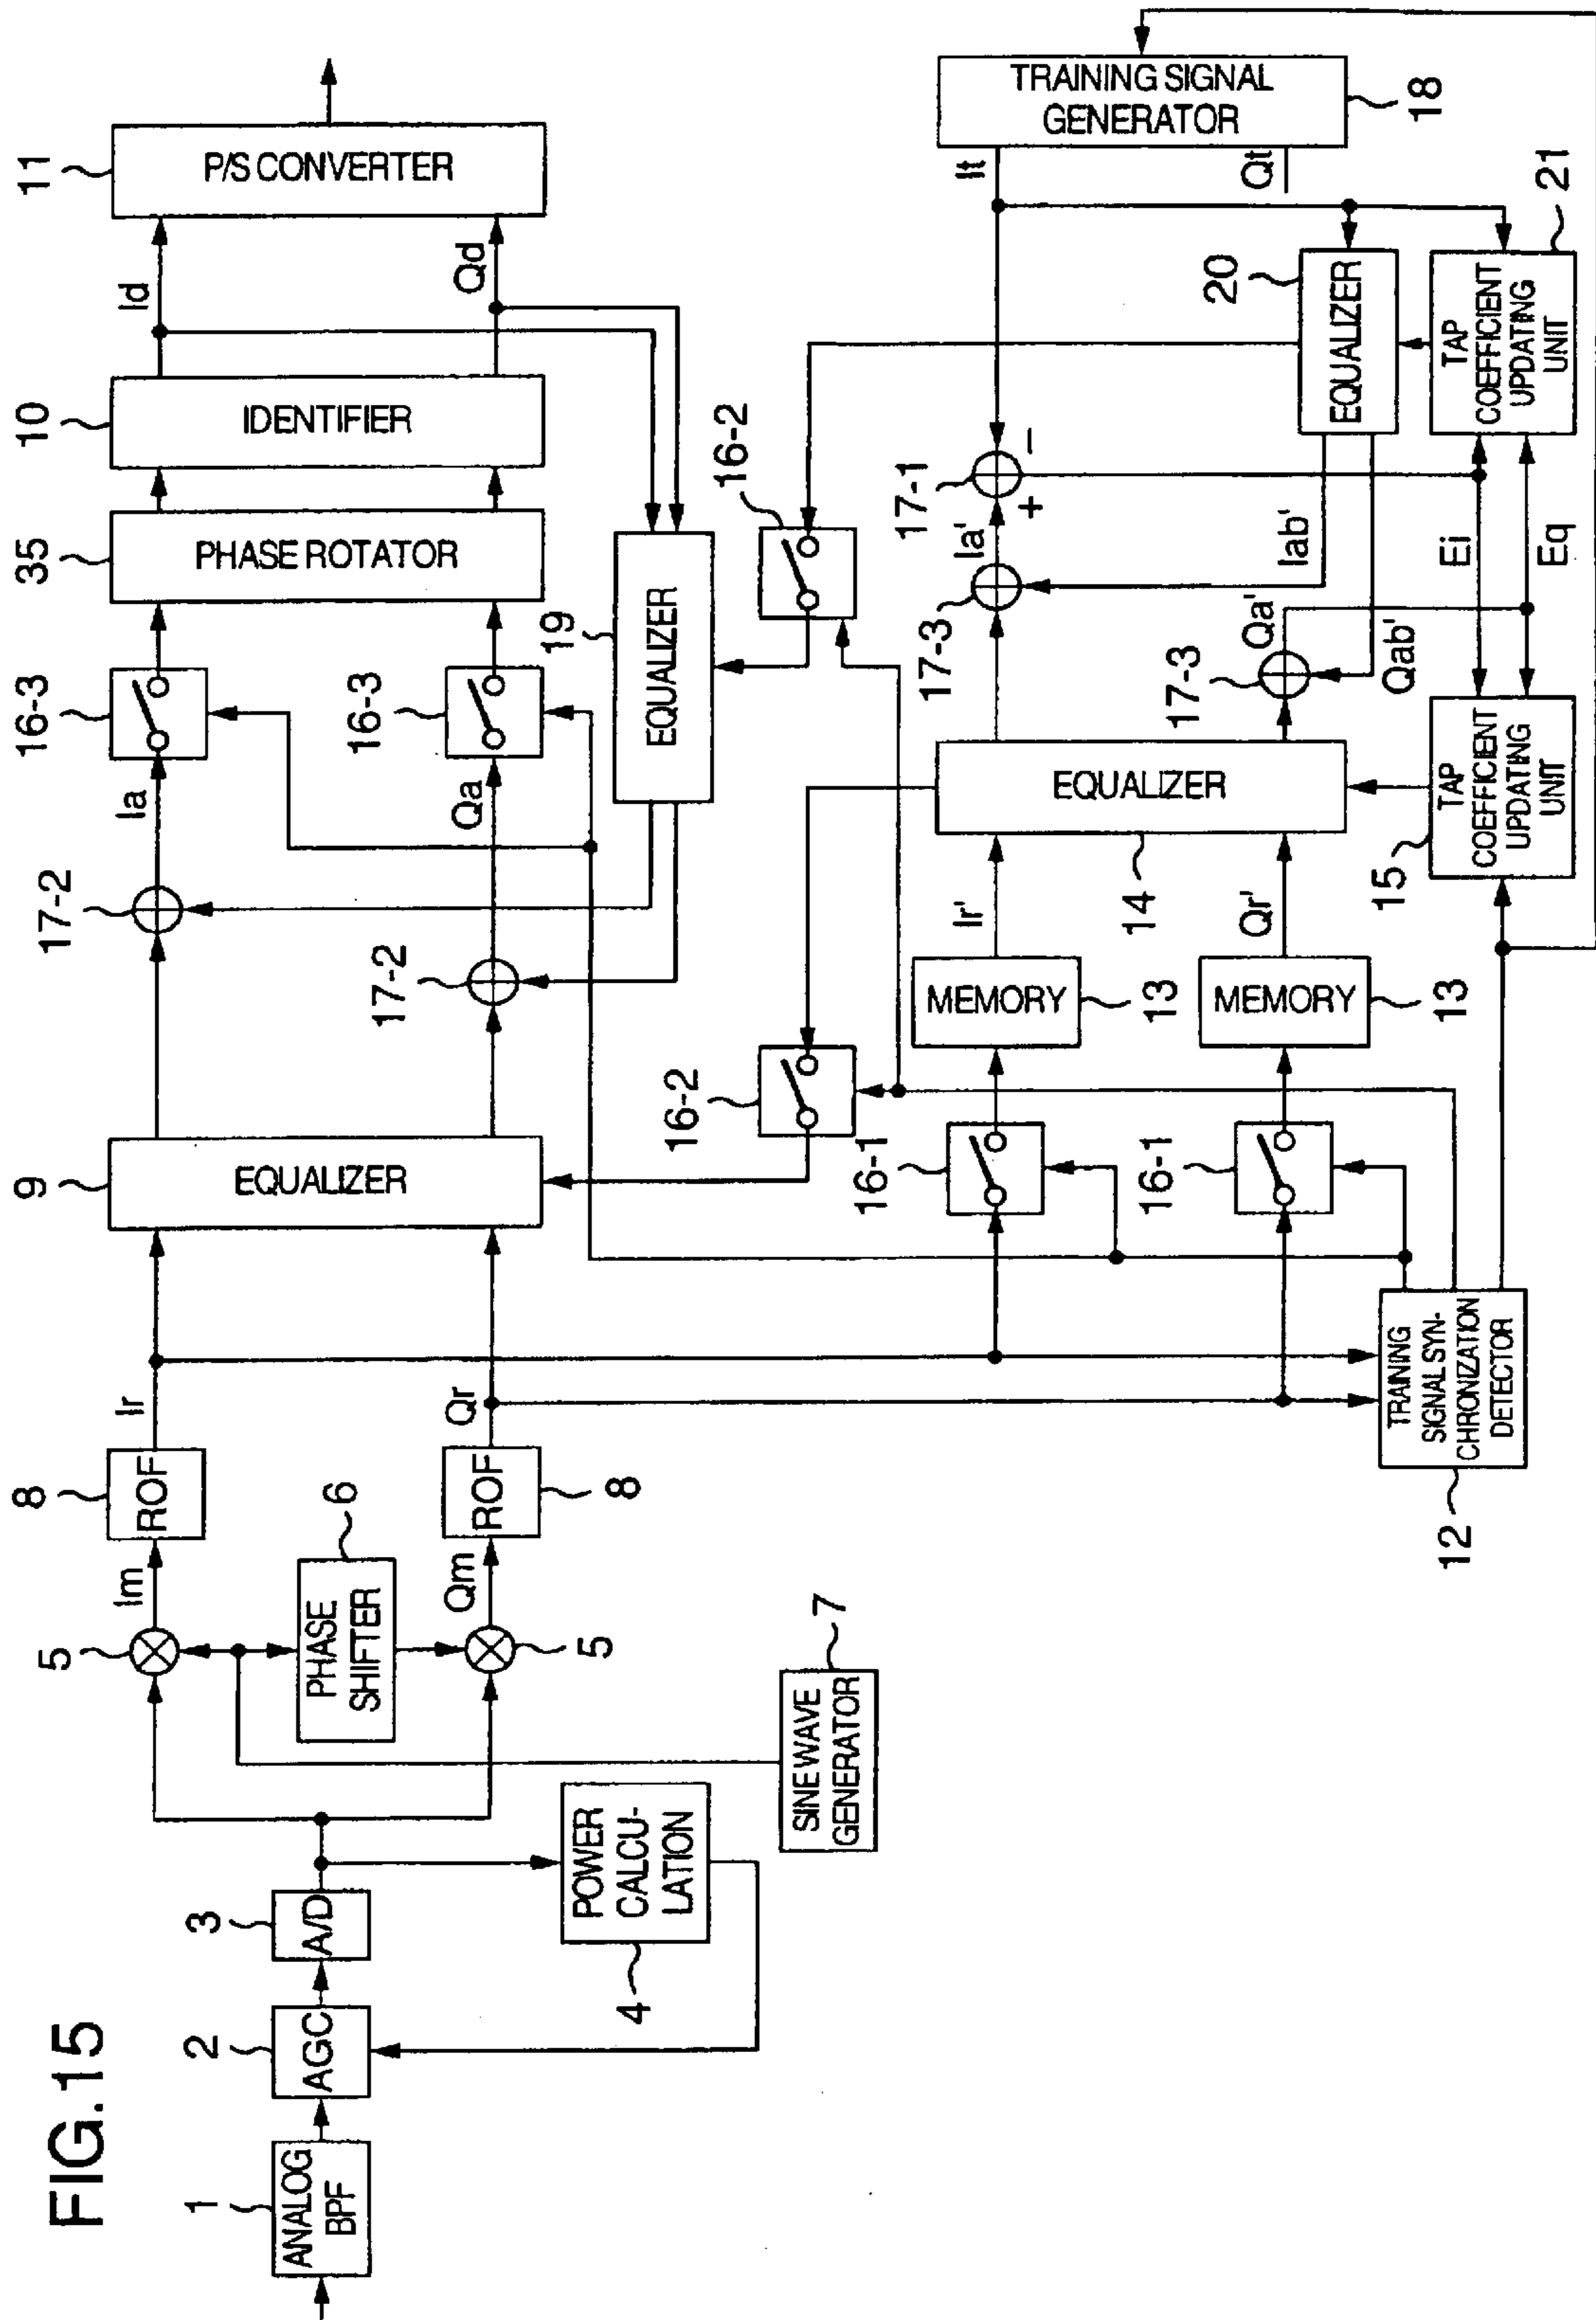 FIG.15
1
ANALOG
BPF
2
AGC
3
A/D
POWER
CALCU-
LATION
4
5
Im
PHASE
SHIFTER
6
5
Qm
SINEWAVE
GENERATOR
7
8
ROF
Ir
ROF
8
Qr
9
EQUALIZER
17-2
Ia
17-2
Qa
16-3
16-3
35
PHASE ROTATOR
10
IDENTIFIER
Id
Qd
11
P/S CONVERTER
19
EQUALIZER
16-2
16-2
TRAINING
SIGNAL SYN-
CHRONIZATION
DETECTOR
12
16-1
16-1
MEMORY
13
MEMORY
13
Ir'
Qr'
EQUALIZER
14
15
TAP
COEFFICIENT
UPDATING
UNIT
17-3
17-3
Ia'
Qa'
Iab'
Qab'
17-1
+
−
Ei
Eq
20
EQUALIZER
TAP
COEFFICIENT
UPDATING
UNIT
21
It
Qt
TRAINING SIGNAL
GENERATOR
18